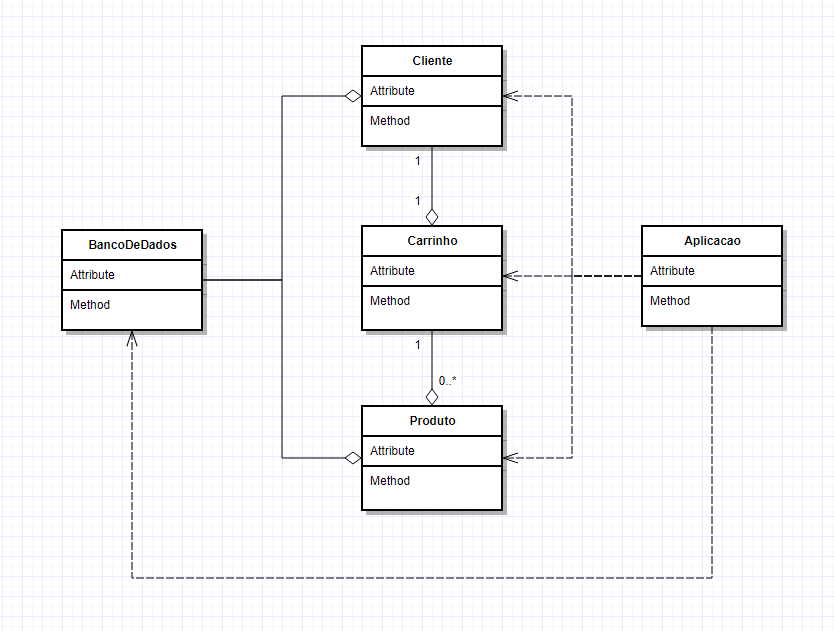 Cliente
Attribute
Method
1
1
BancoDeDados
Attribute
Method
Carrinho
Attribute
Method
Aplicacao
Attribute
Method
1
0..*
Produto
Attribute
Method